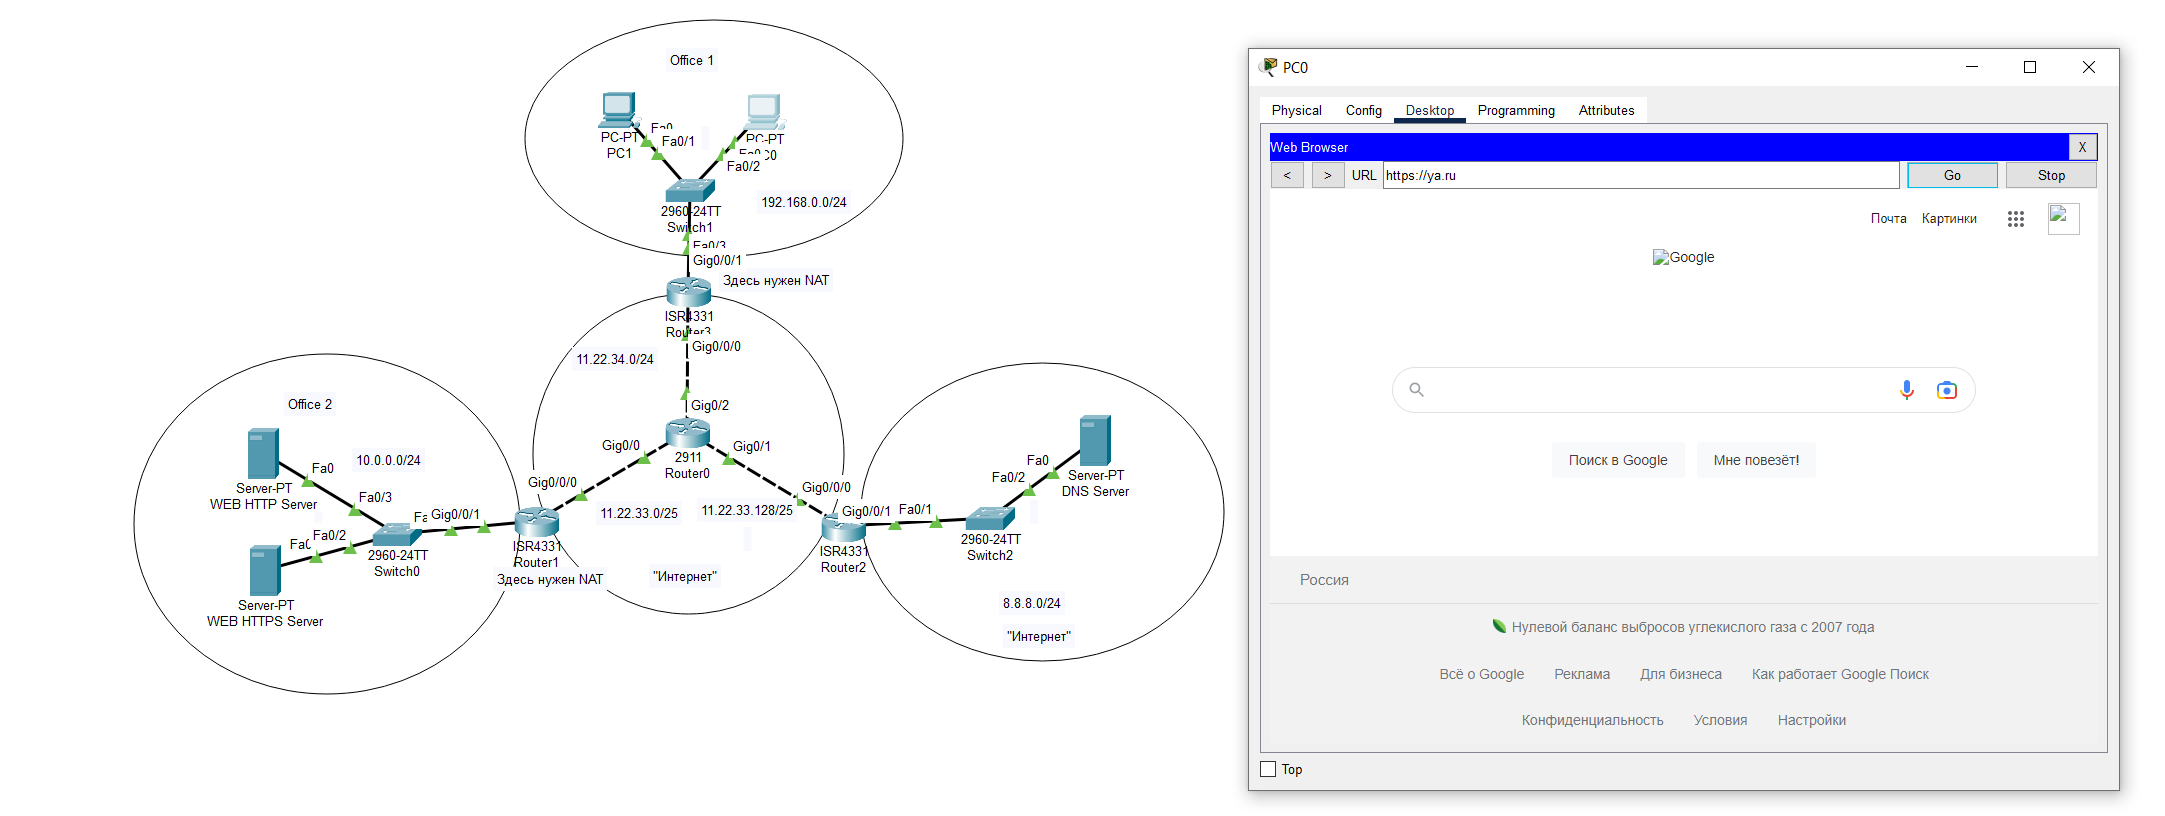 Office 1
PC-PT
PC1
Fa0
Fa0/1
PC-PT
Fa0/2
2960-24TT
Switch1
192.168.0.0/24
Fa0/3
Gig0/0/1
Здесь нужен NAT
ISR4331
Router3
Gig0/0/0
11.22.34.0/24
Gig0/2
Gig0/0
Gig0/1
2911
Router0
Office 2
10.0.0.0/24
Fa0
Server-PT
WEB HTTP Server
Fa0/3
Gig0/0/1
Fa0/2
2960-24TT
Switch0
Server-PT
WEB HTTPS Server
Gig0/0/0
11.22.33.0/25
ISR4331
Router1
Здесь нужен NAT
"Интернет"
11.22.33.128/25
Gig0/0/0
Gig0/0/1
Fa0/1
ISR4331
Router2
Fa0/2
Fa0
Server-PT
DNS Server
2960-24TT
Switch2
8.8.8.0/24
"Интернет"
PC0
Physical Config Desktop Programming Attributes
Web Browser X
< > URL https://ya.ru Go Stop
Почта Картинки
Google
Поиск в Google Мне повезёт!
Россия
Нулевой баланс выбросов углекислого газа с 2007 года
Всё о Google Реклама Для бизнеса Как работает Google Поиск
Конфиденциальность Условия Настройки
Top